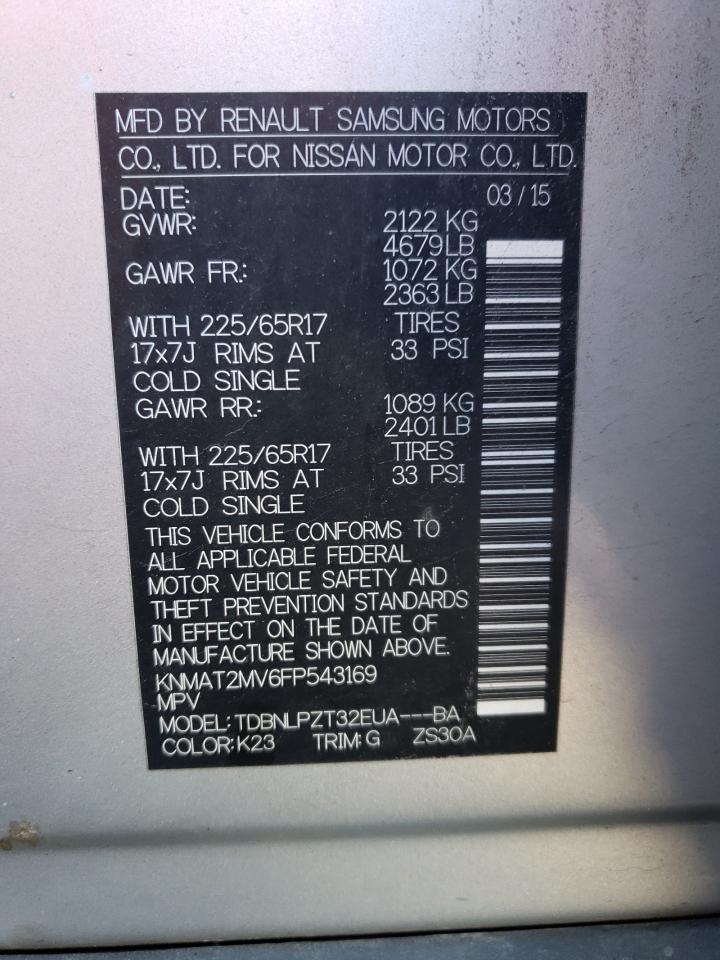 MFD BY RENAULT SAMSUNG MOTORS
CO., LTD. FOR NISSAN MOTOR CO., LTD.
DATE: 03/15
GVWR: 2122 KG
4679LB
GAWR FR.: 1072 KG
2363 LB
WITH 225/65R17 TIRES
17x7J RIMS AT 33 PSI
COLD SINGLE
GAWR RR.: 1089 KG
2401 LB
WITH 225/65R17 TIRES
17x7J RIMS AT 33 PSI
COLD SINGLE
THIS VEHICLE CONFORMS TO
ALL APPLICABLE FEDERAL
MOTOR VEHICLE SAFETY AND
THEFT PREVENTION STANDARDS
IN EFFECT ON THE DATE OF
MANUFACTURE SHOWN ABOVE.
KNMAT2MV6FP543169
MPV
MODEL: TDBNLPZT32EUA---BA
COLOR: K23 TRIM: G ZS30A